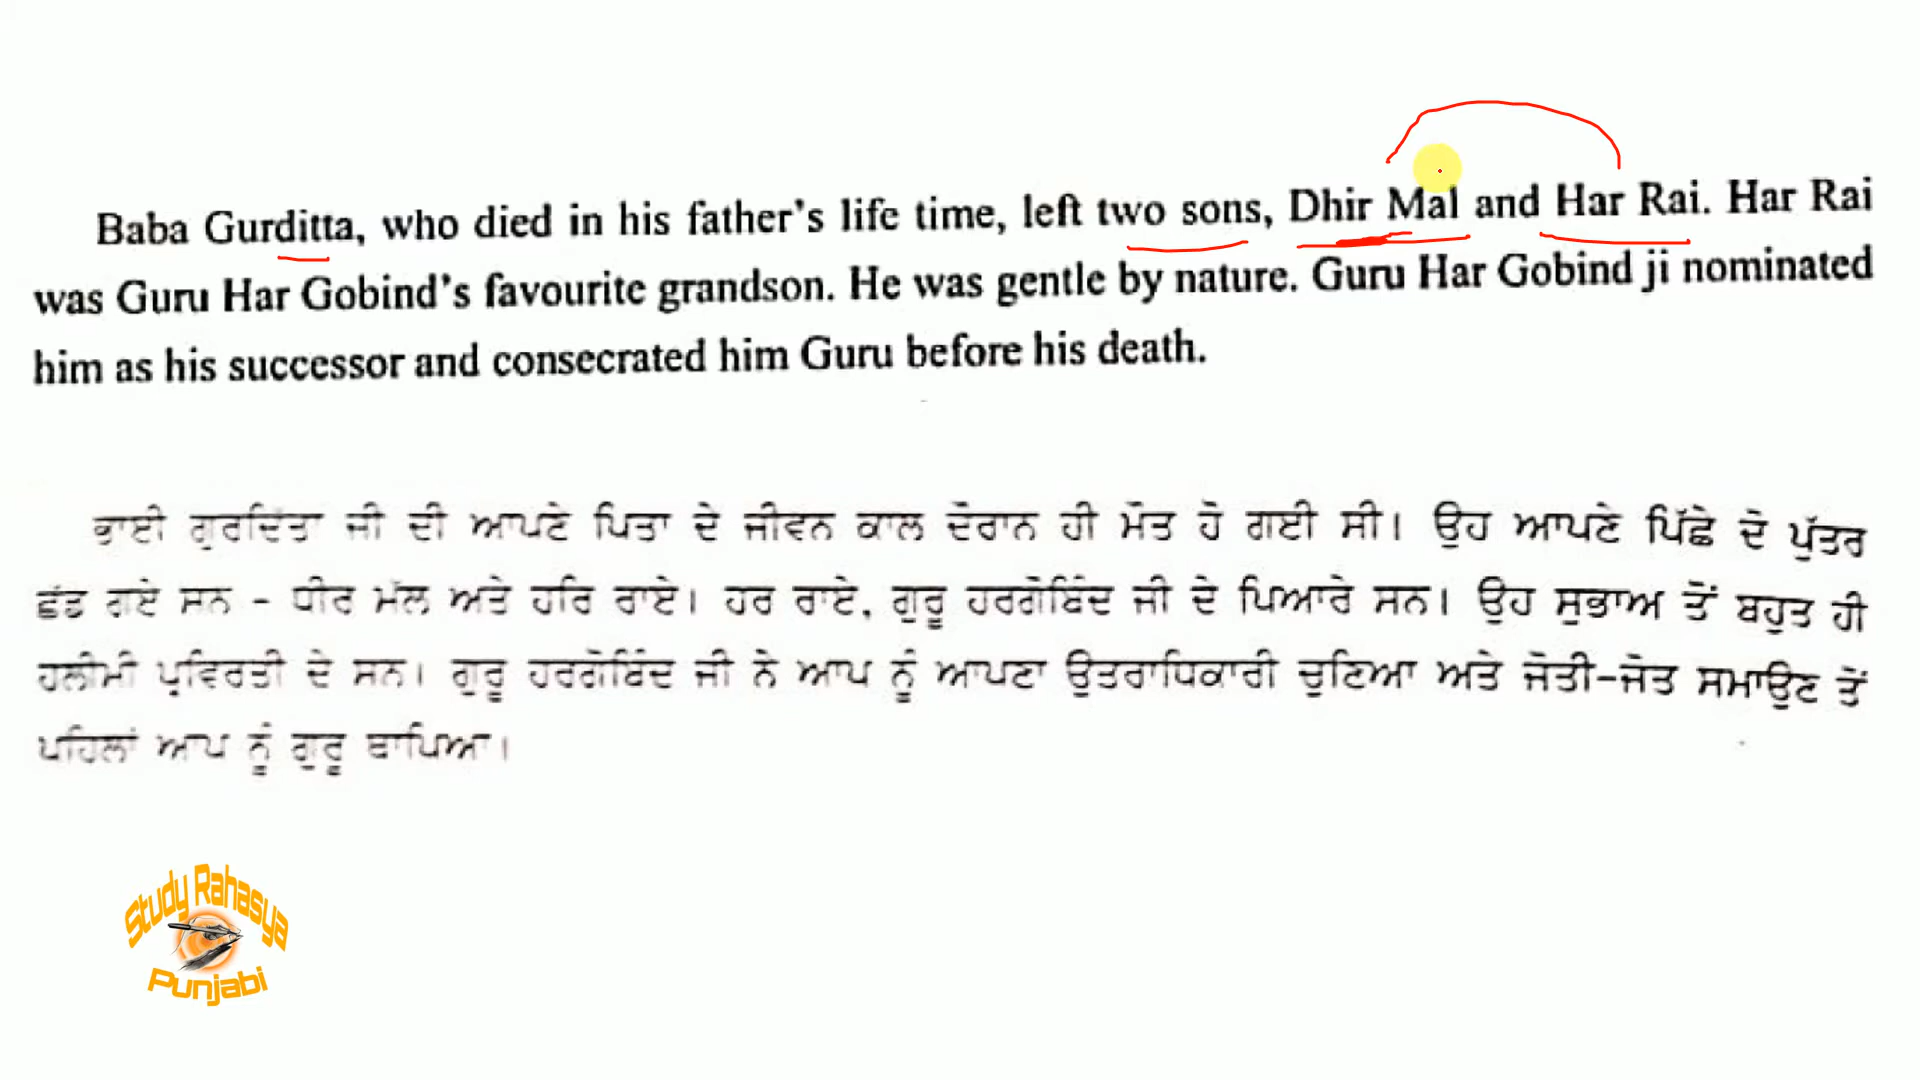 Baba Gurditta, who died in his father's life time, left two sons, Dhir Mal and Har Rai. Har Rai
was Guru Har Gobind's favourite grandson. He was gentle by nature. Guru Har Gobind ji nominated
him as his successor and consecrated him Guru before his death.
ਭਾਈ ਗੁਰਦਿੱਤਾ ਜੀ ਦੀ ਆਪਣੇ ਪਿਤਾ ਦੇ ਜੀਵਨ ਕਾਲ ਦੌਰਾਨ ਹੀ ਮੌਤ ਹੋ ਗਈ ਸੀ। ਉਹ ਆਪਣੇ ਪਿੱਛੇ ਦੋ ਪੁੱਤਰ
ਛੱਡ ਗਏ ਸਨ - ਧੀਰ ਮੱਲ ਅਤੇ ਹਰਿ ਰਾਏ। ਹਰ ਰਾਏ, ਗੁਰੂ ਹਰਗੋਬਿੰਦ ਜੀ ਦੇ ਪਿਆਰੇ ਸਨ। ਉਹ ਸੁਭਾਅ ਤੋਂ ਬਹੁਤ ਹੀ
ਹਲੀਮੀ ਪ੍ਰਵਿਰਤੀ ਦੇ ਸਨ। ਗੁਰੂ ਹਰਗੋਬਿੰਦ ਜੀ ਨੇ ਆਪ ਨੂੰ ਆਪਣਾ ਉਤਰਾਧਿਕਾਰੀ ਚੁਣਿਆ ਅਤੇ ਜੋਤੀ-ਜੋਤ ਸਮਾਉਣ ਤੋਂ
ਪਹਿਲਾਂ ਆਪ ਨੂੰ ਗੁਰੂ ਥਾਪਿਆ।
Study Rahasya
Punjabi